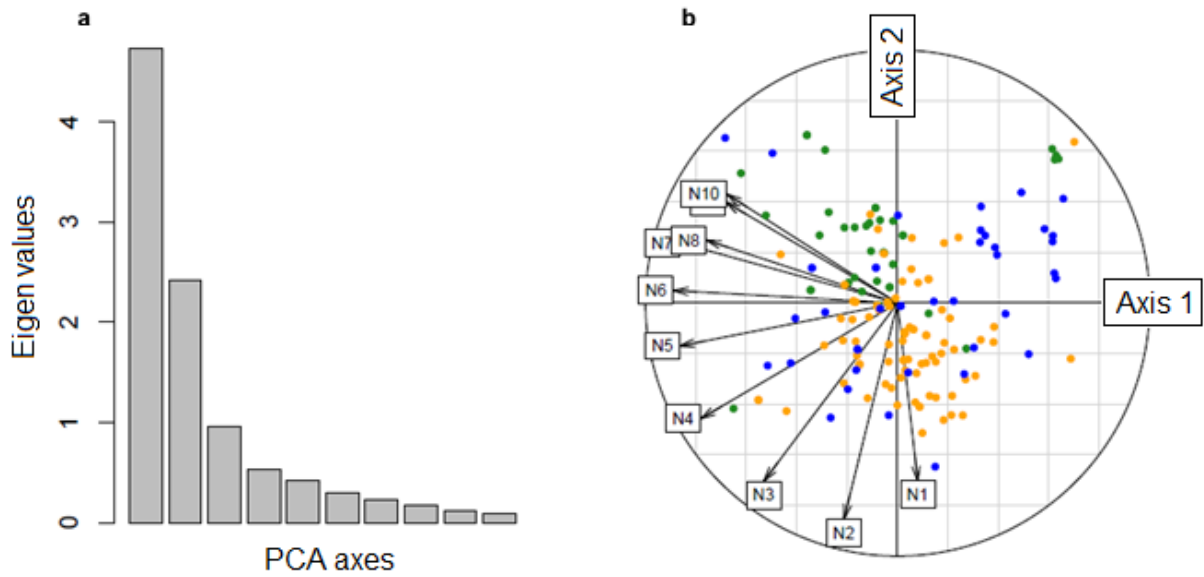 a
Eigen values
4
3
2
1
0
PCA axes
b
Axis 2
Axis 1
N10
N7
N8
N6
N5
N4
N3
N2
N1